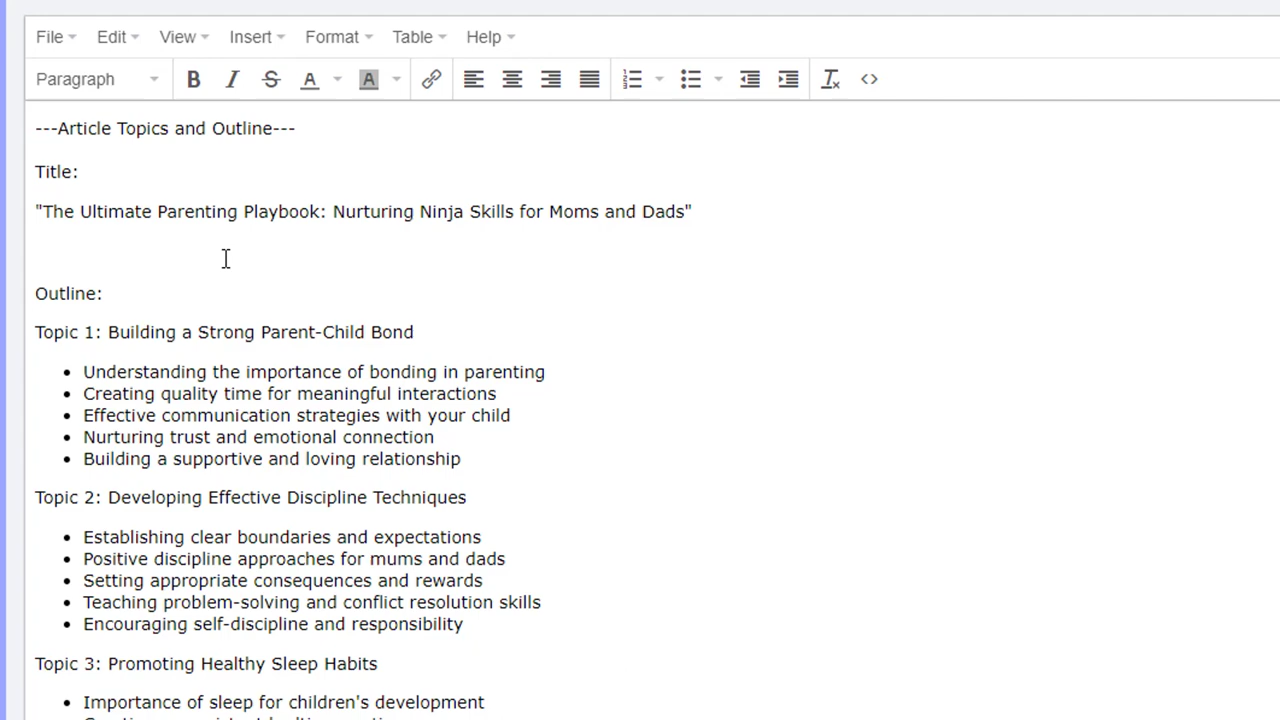 File Edit View Insert Format Table Help
Paragraph B I S A A
---Article Topics and Outline---
Title:
"The Ultimate Parenting Playbook: Nurturing Ninja Skills for Moms and Dads"
Outline:
Topic 1: Building a Strong Parent-Child Bond
• Understanding the importance of bonding in parenting
• Creating quality time for meaningful interactions
• Effective communication strategies with your child
• Nurturing trust and emotional connection
• Building a supportive and loving relationship
Topic 2: Developing Effective Discipline Techniques
• Establishing clear boundaries and expectations
• Positive discipline approaches for mums and dads
• Setting appropriate consequences and rewards
• Teaching problem-solving and conflict resolution skills
• Encouraging self-discipline and responsibility
Topic 3: Promoting Healthy Sleep Habits
• Importance of sleep for children's development